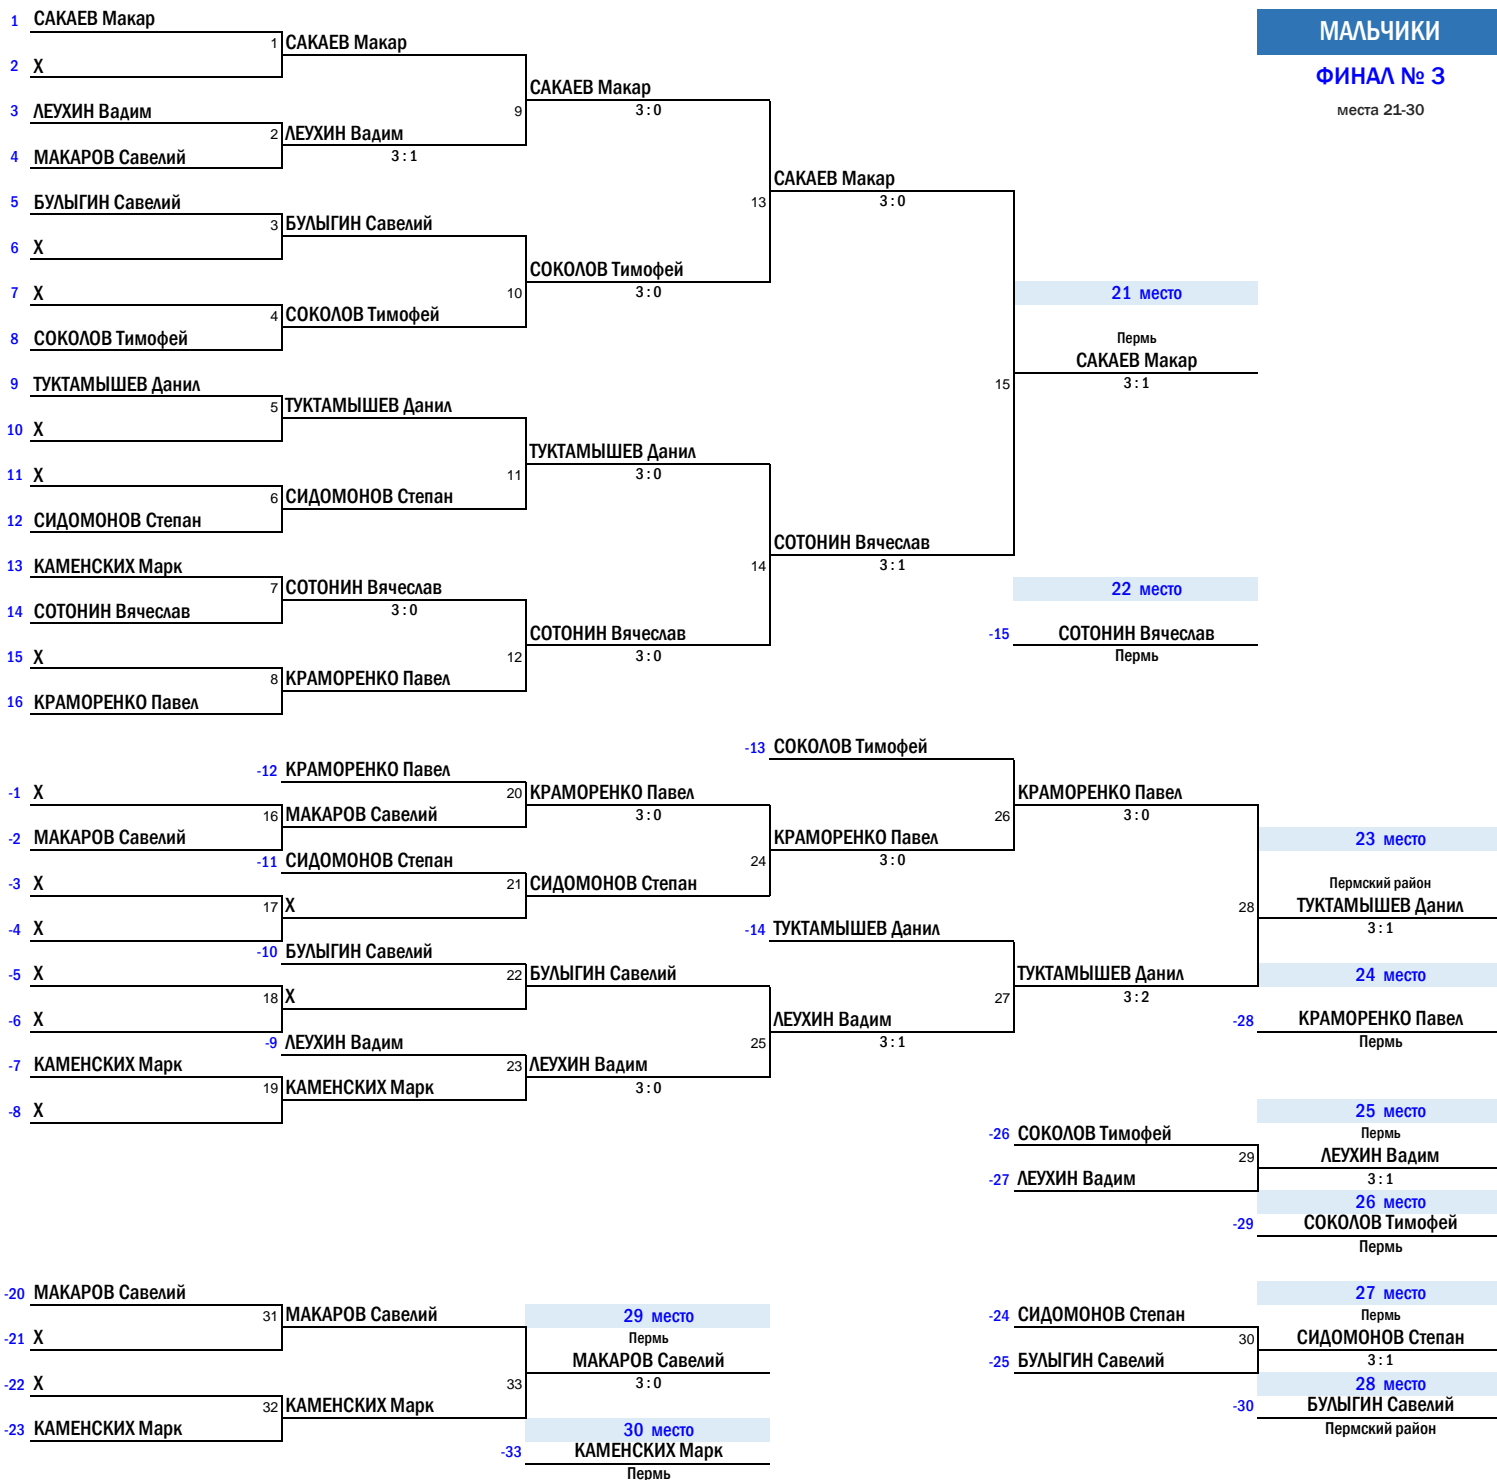 МАЛЬЧИКИ
ФИНАЛ № 3
места 21-30
1 САКАЕВ Макар
1 САКАЕВ Макар
2 X
САКАЕВ Макар
3:0
3 ЛЕУХИН Вадим
9
2 ЛЕУХИН Вадим
3:1
4 МАКАРОВ Савелий
САКАЕВ Макар
3:0
5 БУЛЫГИН Савелий
13
3 БУЛЫГИН Савелий
6 X
СОКОЛОВ Тимофей
3:0
7 X
10
21 место
4 СОКОЛОВ Тимофей
8 СОКОЛОВ Тимофей
Пермь
САКАЕВ Макар
3:1
9 ТУКТАМЫШЕВ Данил
15
5 ТУКТАМЫШЕВ Данил
10 X
ТУКТАМЫШЕВ Данил
3:0
11 X
11
6 СИДОМОНОВ Степан
12 СИДОМОНОВ Степан
СОТОНИН Вячеслав
3:1
13 КАМЕНСКИХ Марк
14
7 СОТОНИН Вячеслав
3:0
22 место
14 СОТОНИН Вячеслав
СОТОНИН Вячеслав
3:0
-15 СОТОНИН Вячеслав
Пермь
15 X
12
8 КРАМОРЕНКО Павел
16 КРАМОРЕНКО Павел
-13 СОКОЛОВ Тимофей
-12 КРАМОРЕНКО Павел
-1 X
20 КРАМОРЕНКО Павел
3:0
КРАМОРЕНКО Павел
3:0
16 МАКАРОВ Савелий
26
-2 МАКАРОВ Савелий
КРАМОРЕНКО Павел
3:0
23 место
-11 СИДОМОНОВ Степан
24
-3 X
21 СИДОМОНОВ Степан
Пермский район
17 X
28
ТУКТАМЫШЕВ Данил
3:1
-4 X
-14 ТУКТАМЫШЕВ Данил
-10 БУЛЫГИН Савелий
-5 X
22 БУЛЫГИН Савелий
ТУКТАМЫШЕВ Данил
3:2
24 место
18 X
27
-6 X
ЛЕУХИН Вадим
3:1
-28 КРАМОРЕНКО Павел
Пермь
-9 ЛЕУХИН Вадим
25
-7 КАМЕНСКИХ Марк
23 ЛЕУХИН Вадим
3:0
19 КАМЕНСКИХ Марк
-8 X
25 место
-26 СОКОЛОВ Тимофей
Пермь
29
ЛЕУХИН Вадим
3:1
-27 ЛЕУХИН Вадим
26 место
-29 СОКОЛОВ Тимофей
Пермь
-20 МАКАРОВ Савелий
31 МАКАРОВ Савелий
-21 X
29 место
Пермь
МАКАРОВ Савелий
3:0
-22 X
33
32 КАМЕНСКИХ Марк
-23 КАМЕНСКИХ Марк
30 место
-33 КАМЕНСКИХ Марк
Пермь
27 место
-24 СИДОМОНОВ Степан
Пермь
30
СИДОМОНОВ Степан
3:1
-25 БУЛЫГИН Савелий
28 место
-30 БУЛЫГИН Савелий
Пермский район